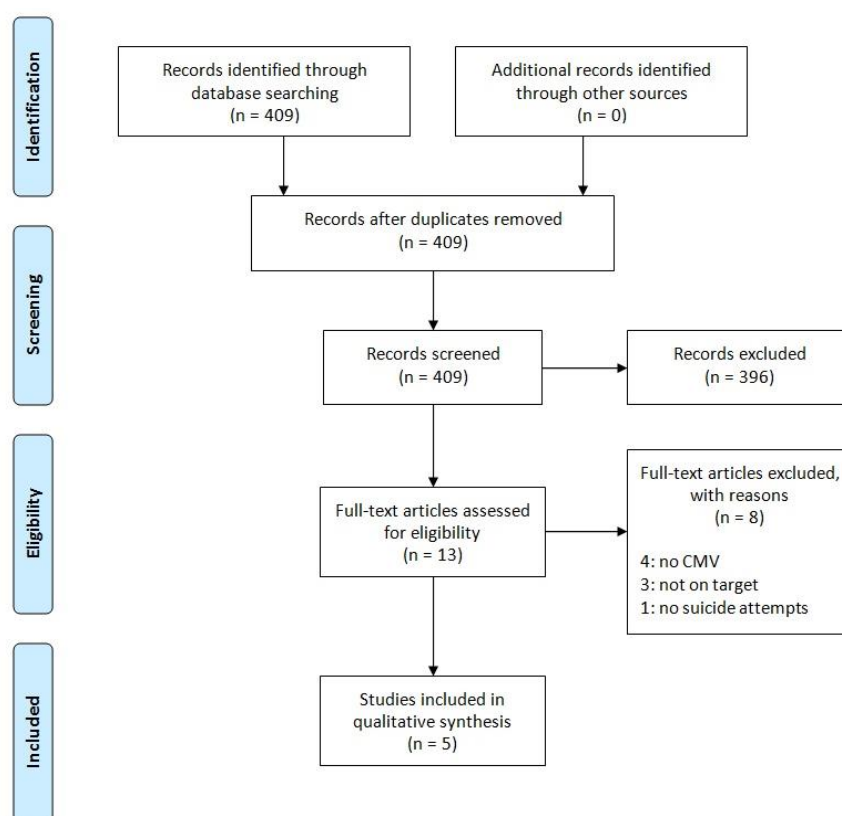 Identification
Records identified through
database searching
(n = 409)
Additional records identified
through other sources
(n = 0)
Screening
Records after duplicates removed
(n = 409)
Records screened
(n = 409)
Records excluded
(n = 396)
Eligibility
Full-text articles assessed
for eligibility
(n = 13)
Full-text articles excluded,
with reasons
(n = 8)
4: no CMV
3: not on target
1: no suicide attempts
Included
Studies included in
qualitative synthesis
(n = 5)